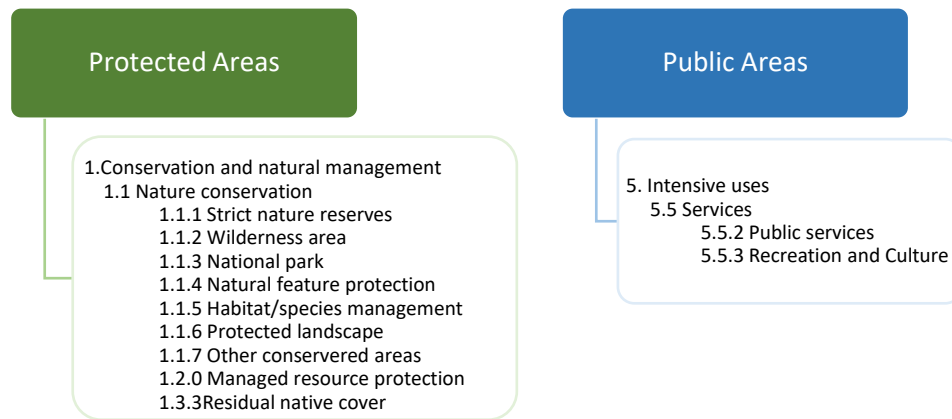 Protected Areas
1.Conservation and natural management
1.1 Nature conservation
1.1.1 Strict nature reserves
1.1.2 Wilderness area
1.1.3 National park
1.1.4 Natural feature protection
1.1.5 Habitat/species management
1.1.6 Protected landscape
1.1.7 Other conservered areas
1.2.0 Managed resource protection
1.3.3Residual native cover
Public Areas
5. Intensive uses
5.5 Services
5.5.2 Public services
5.5.3 Recreation and Culture